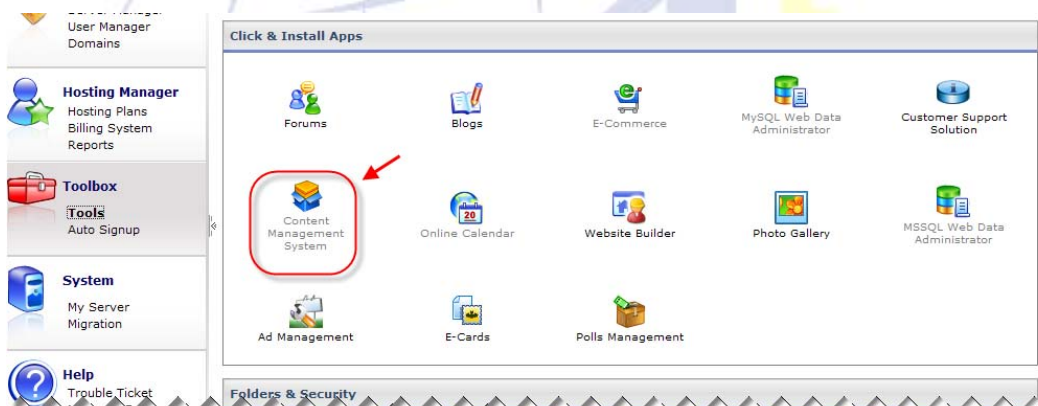 User Manager
Domains
Hosting Manager
Hosting Plans
Billing System
Reports
Toolbox
Tools
Auto Signup
System
My Server
Migration
Help
Trouble Ticket
Click & Install Apps
Forums
Blogs
E-Commerce
MySQL Web Data
Administrator
Customer Support
Solution
Content
Management
System
Online Calendar
20
Website Builder
Photo Gallery
MSSQL Web Data
Administrator
Ad Management
E-Cards
Polls Management
Folders & Security